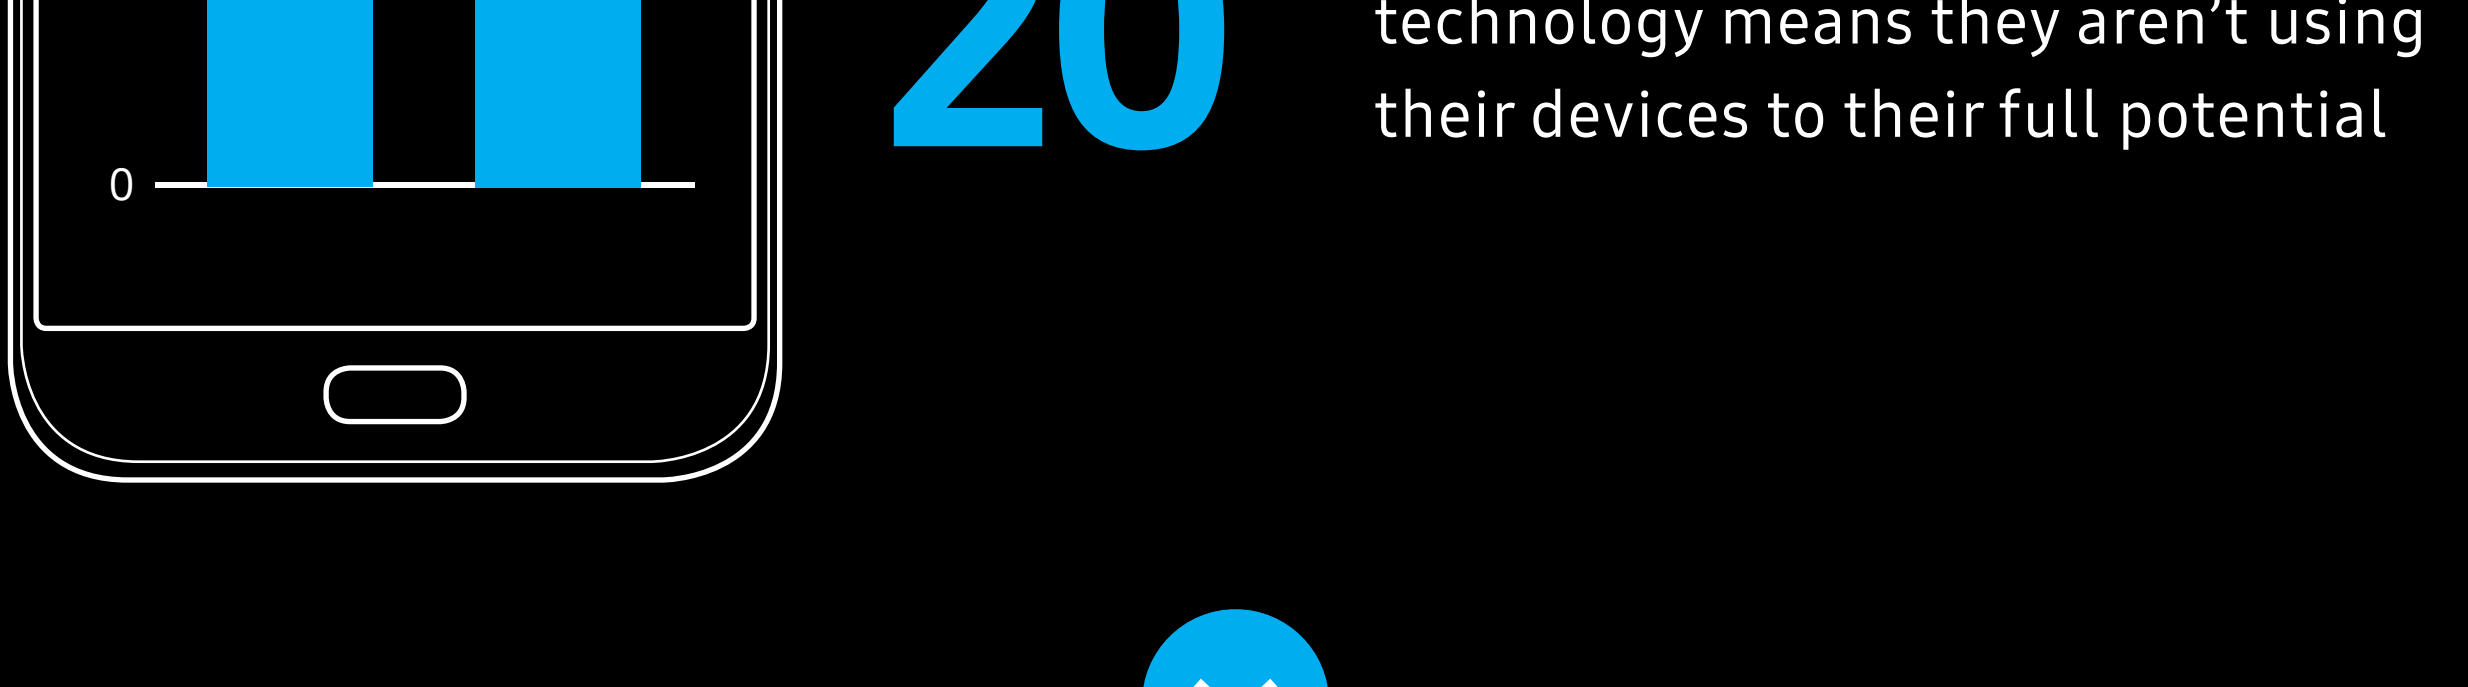 20
technology means they aren’t using
their devices to their full potential
0